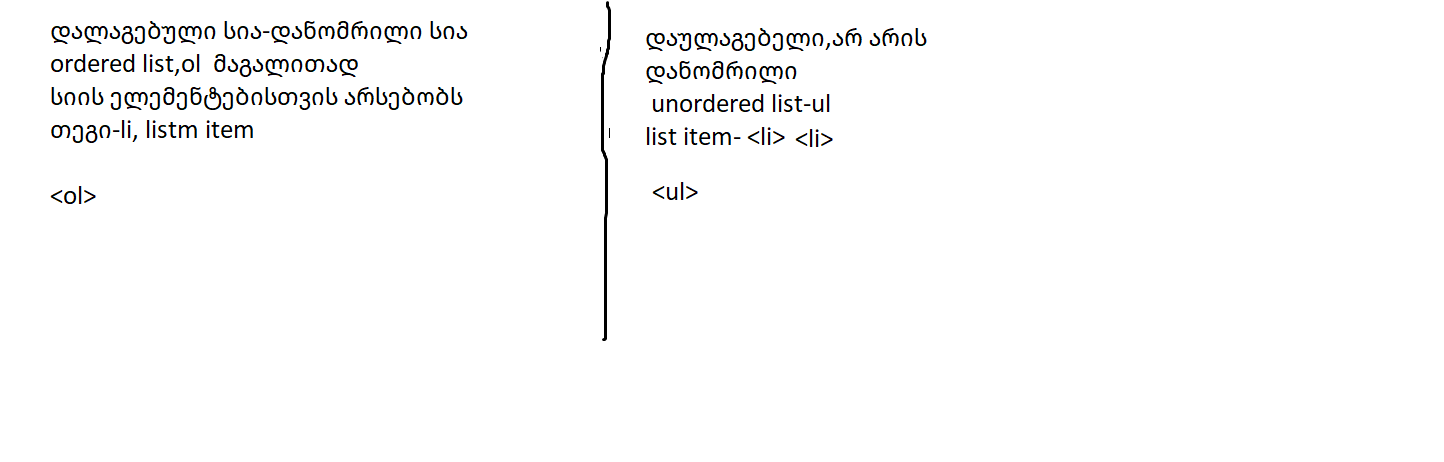 დალაგებული სია-დანომრილი სია
ordered list,ol  მაგალითად
სიის ელემენტებისთვის არსებობს
თეგი-li, listm item
<ol>
დაულაგებელი,არ არის
დანომრილი
unordered list-ul
list item- <li> <li>
<ul>